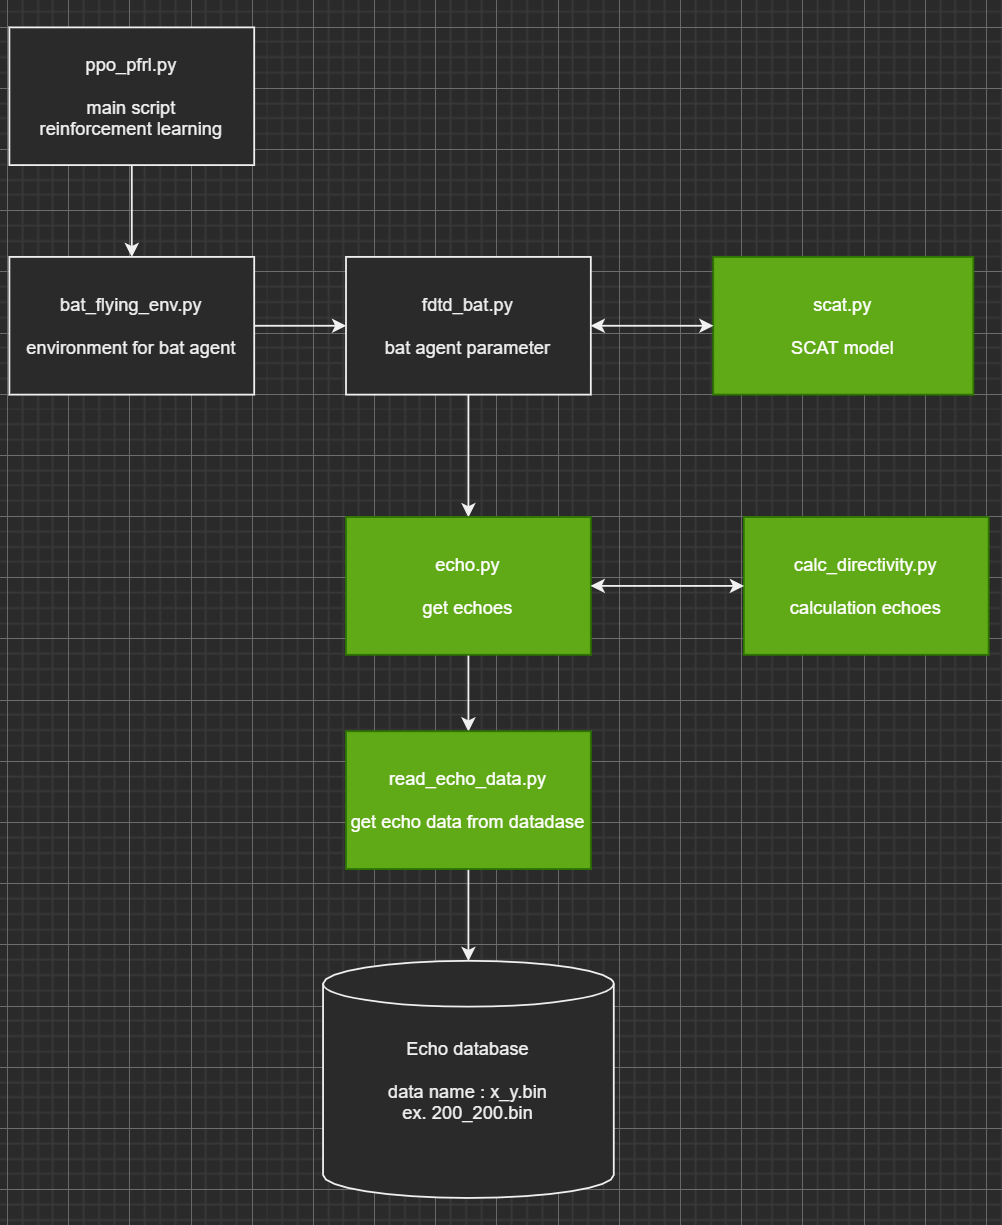 ppo_pfrl.py
main script
reinforcement learning
bat_flying_env.py
environment for bat agent
fdtd_bat.py
bat agent parameter
scat.py
SCAT model
echo.py
get echoes
calc_directivity.py
calculation echoes
read_echo_data.py
get echo data from datadase
Echo database
data name : x_y.bin
ex. 200_200.bin